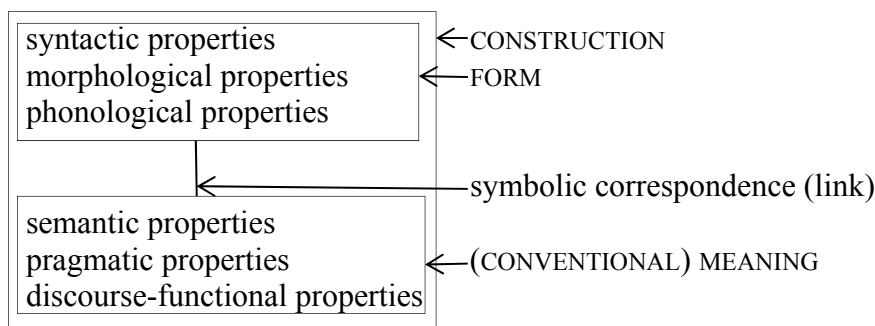 syntactic properties
CONSTRUCTION
morphological properties
FORM
phonological properties
symbolic correspondence (link)
semantic properties
pragmatic properties
(CONVENTIONAL) MEANING
discourse-functional properties